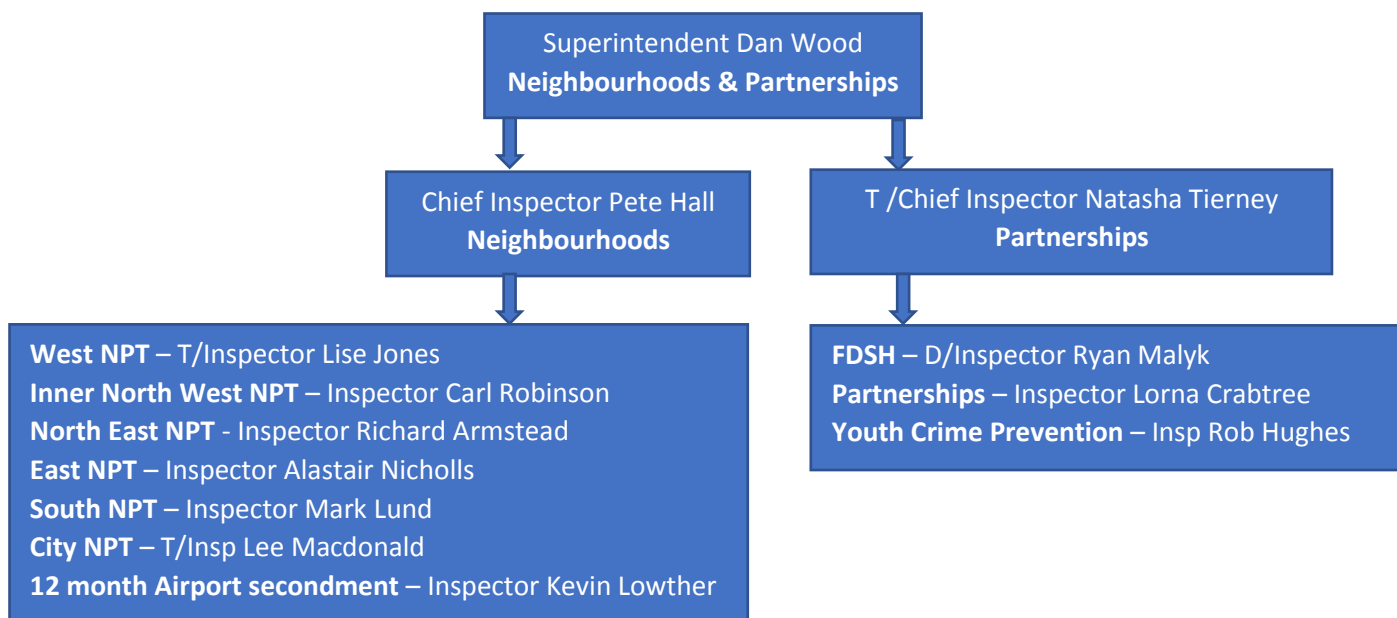 Superintendent Dan Wood
Neighbourhoods & Partnerships
Chief Inspector Pete Hall
Neighbourhoods
T /Chief Inspector Natasha Tierney
Partnerships
West NPT – T/Inspector Lise Jones
Inner North West NPT – Inspector Carl Robinson
North East NPT - Inspector Richard Armstead
East NPT – Inspector Alastair Nicholls
South NPT – Inspector Mark Lund
City NPT – T/Insp Lee Macdonald
12 month Airport secondment – Inspector Kevin Lowther
FDSH – D/Inspector Ryan Malyk
Partnerships – Inspector Lorna Crabtree
Youth Crime Prevention – Insp Rob Hughes